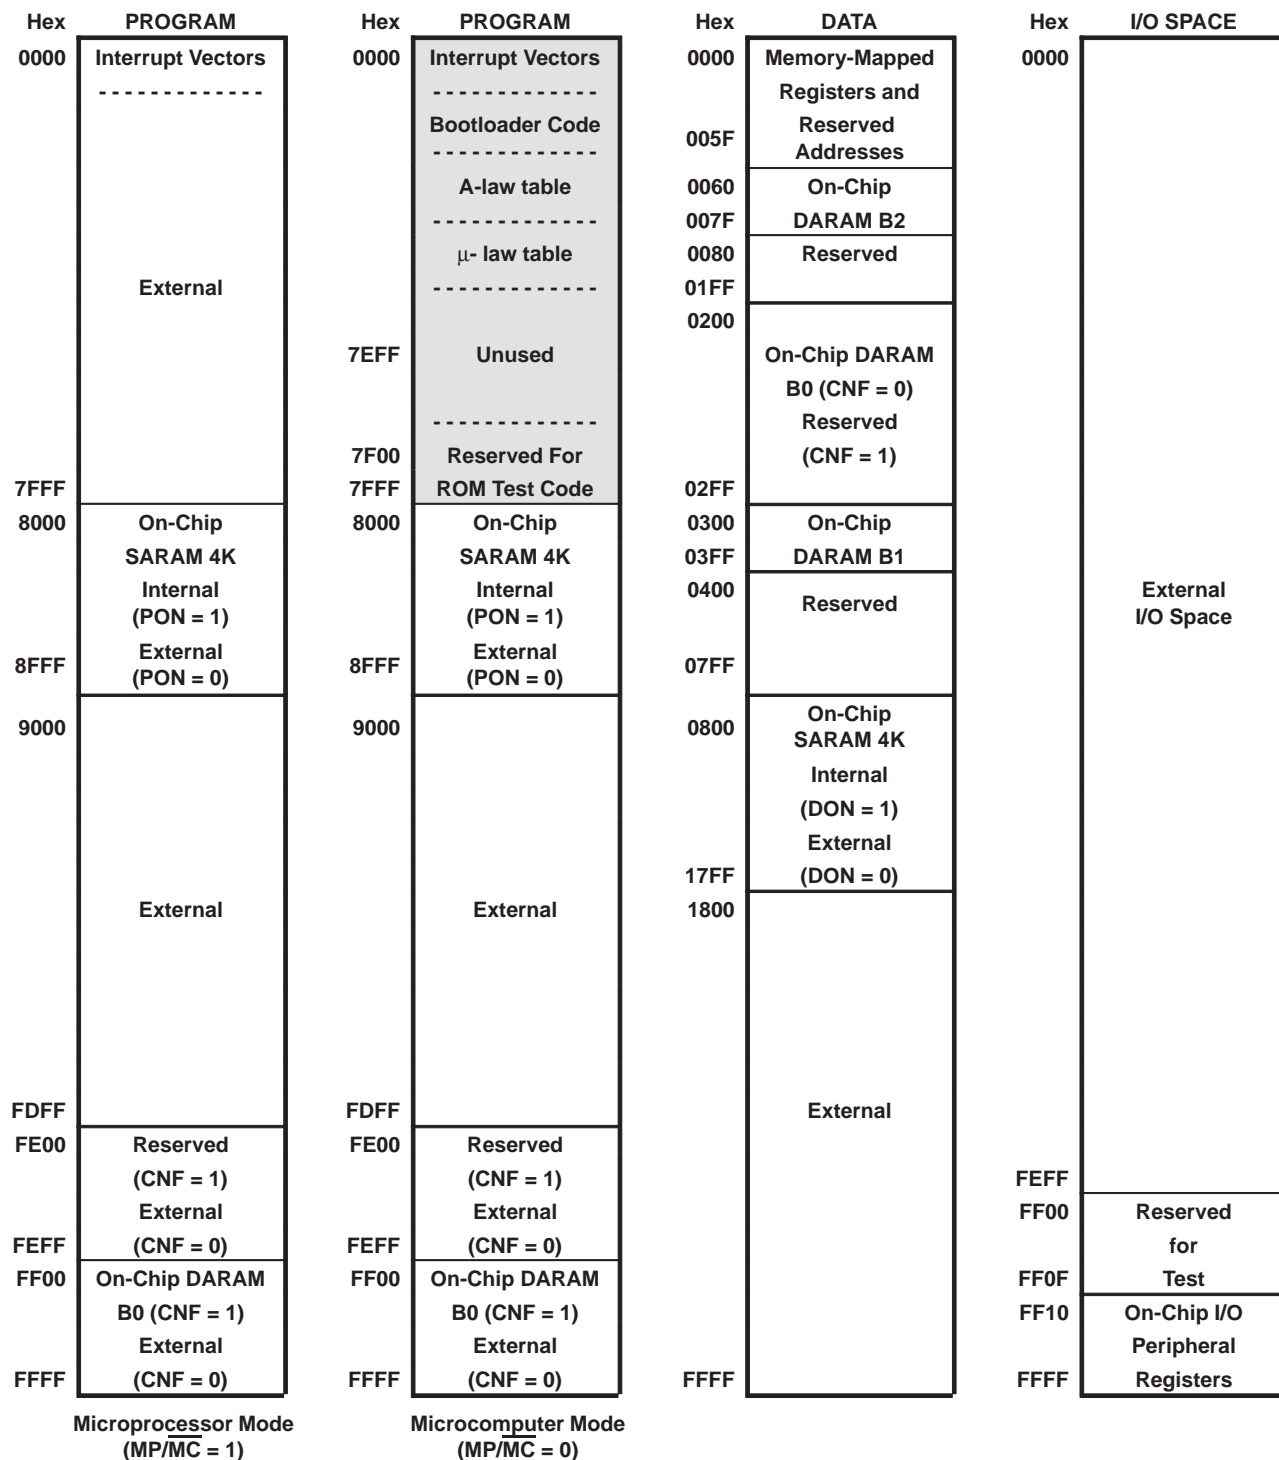 Hex PROGRAM
0000 Interrupt Vectors
External
7FFF
8000 On-Chip
SARAM 4K
Internal
(PON = 1)
External
8FFF (PON = 0)
9000
External
FDFF
FE00 Reserved
(CNF = 1)
External
FEFF (CNF = 0)
FF00 On-Chip DARAM
B0 (CNF = 1)
External
FFFF (CNF = 0)
Microprocessor Mode
(MP/M̅C̅ = 1)
Hex PROGRAM
0000 Interrupt Vectors
Bootloader Code
A-law table
μ- law table
7EFF Unused
7F00 Reserved For
7FFF ROM Test Code
8000 On-Chip
SARAM 4K
Internal
(PON = 1)
External
8FFF (PON = 0)
9000
External
FDFF
FE00 Reserved
(CNF = 1)
External
FEFF (CNF = 0)
FF00 On-Chip DARAM
B0 (CNF = 1)
External
FFFF (CNF = 0)
Microcomputer Mode
(MP/M̅C̅ = 0)
Hex DATA
0000 Memory-Mapped
Registers and
Reserved
005F Addresses
0060 On-Chip
007F DARAM B2
0080 Reserved
01FF
0200
On-Chip DARAM
B0 (CNF = 0)
Reserved
(CNF = 1)
02FF
0300 On-Chip
03FF DARAM B1
0400
Reserved
07FF
On-Chip
0800 SARAM 4K
Internal
(DON = 1)
External
17FF (DON = 0)
1800
External
FFFF
Hex I/O SPACE
0000
External
I/O Space
FEFF
FF00 Reserved
for
FF0F Test
FF10 On-Chip I/O
Peripheral
FFFF Registers